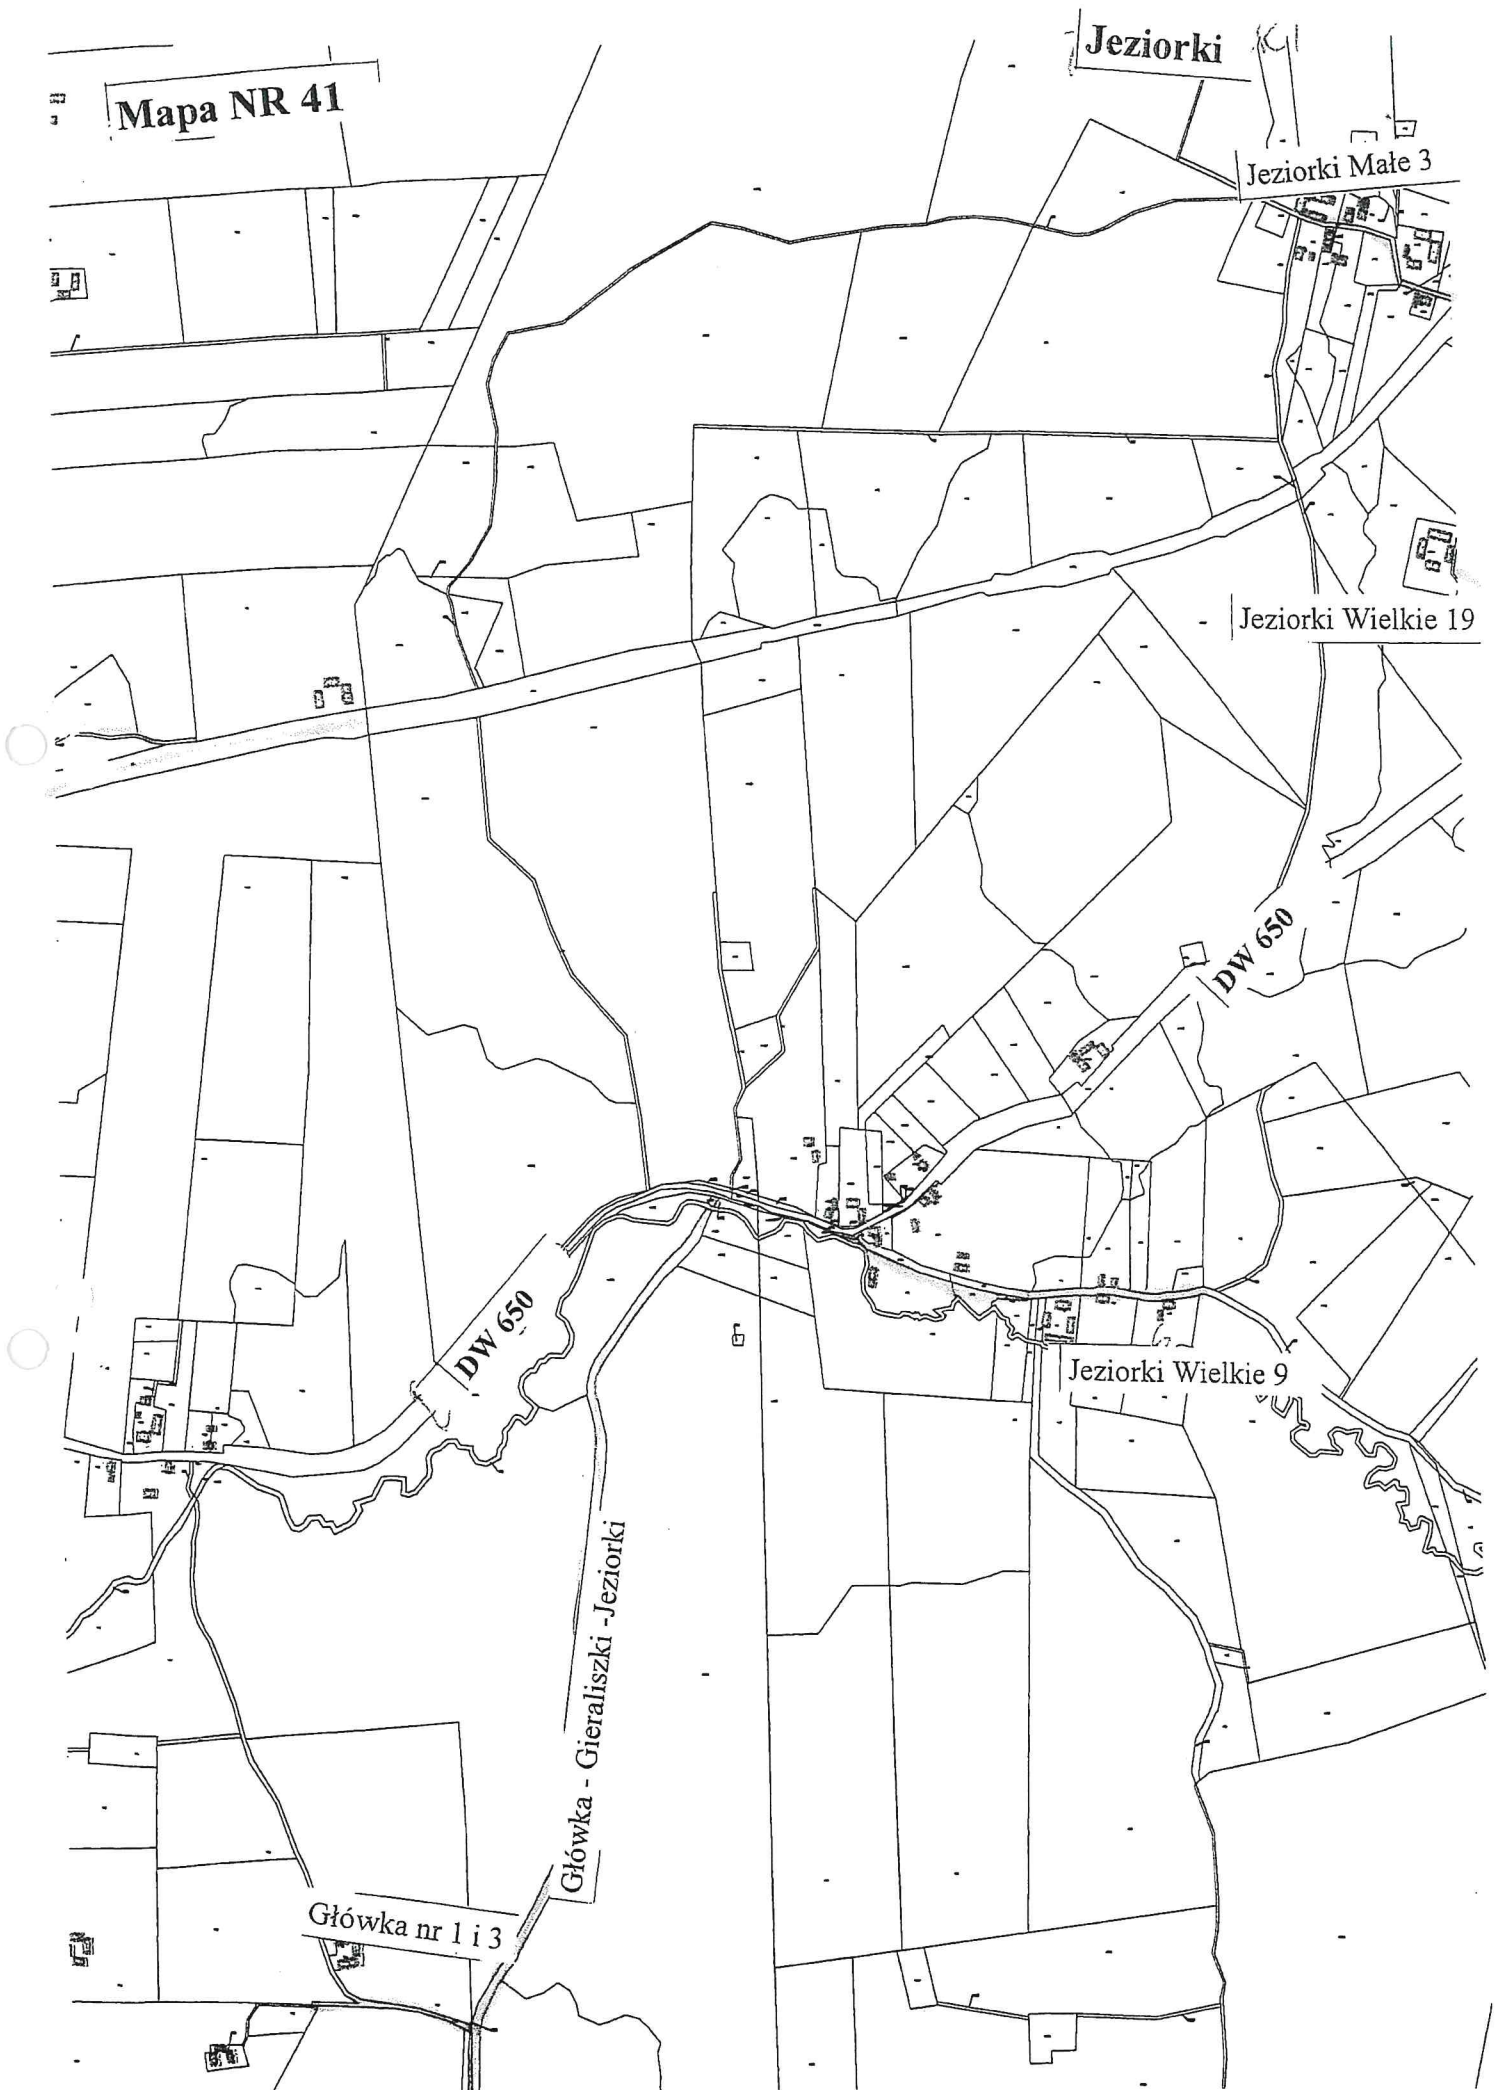 Jeziorki
Mapa NR 41
Jeziorki Małe 3
Jeziorki Wielkie 19
DW 650
DW 650
Jeziorki Wielkie 9
Główka - Gieraliszki -Jeziorki
Główka nr 1 i 3